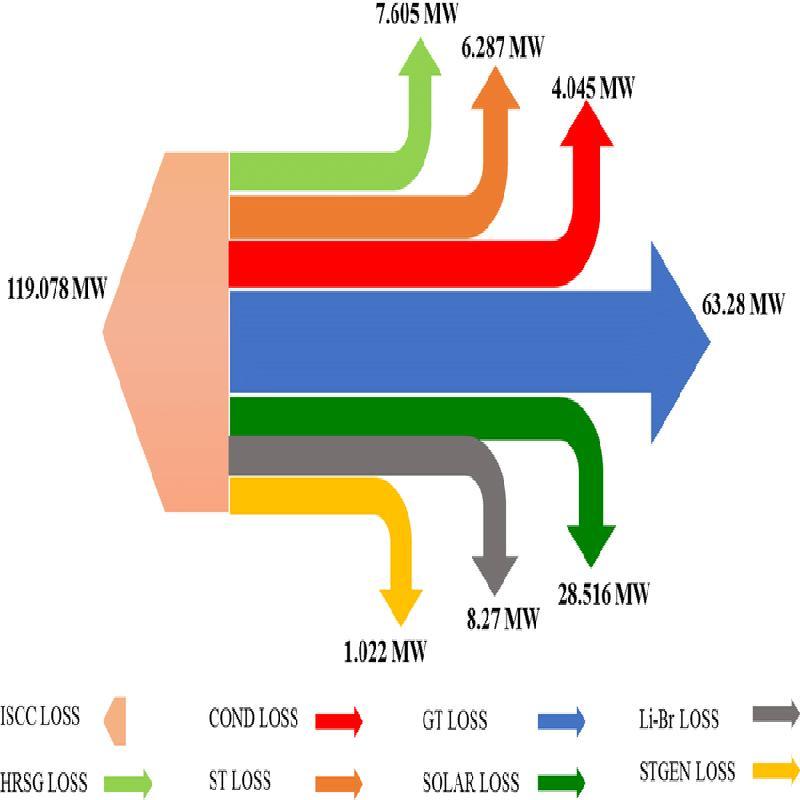 7.605 MW
6.287 MW
4.045 MW
119.078 MW
63.28 MW
28.516 MW
8.27 MW
1.022 MW
ISCC LOSS
COND LOSS
GT LOSS
Li-Br LOSS
HRSG LOSS
ST LOSS
SOLAR LOSS
STGEN LOSS